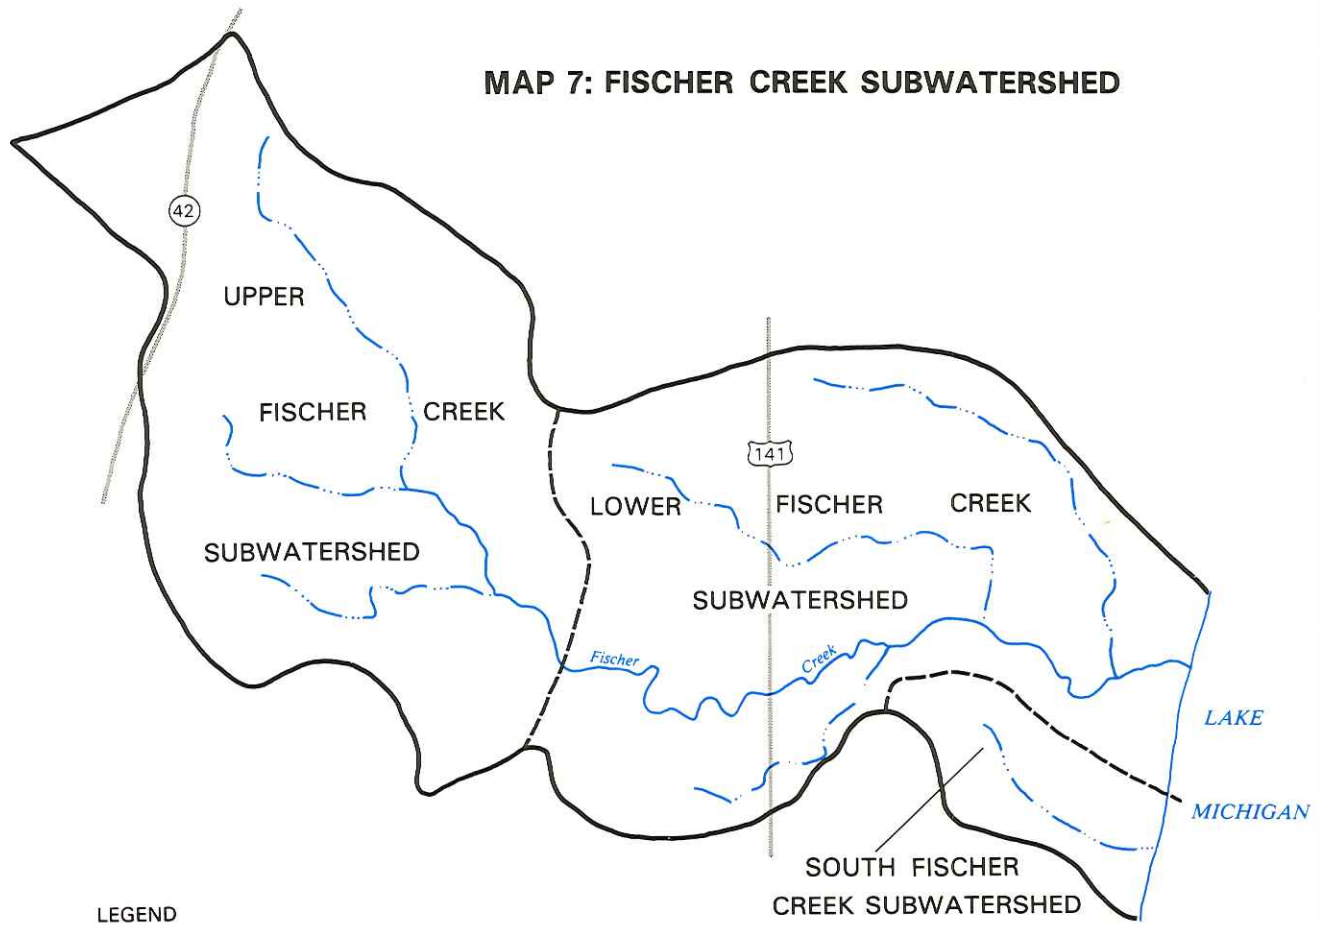 MAP 7: FISCHER CREEK SUBWATERSHED
42
UPPER
FISCHER CREEK
SUBWATERSHED
141
LOWER FISCHER CREEK
SUBWATERSHED
Fischer Creek
LAKE
MICHIGAN
SOUTH FISCHER
CREEK SUBWATERSHED
LEGEND